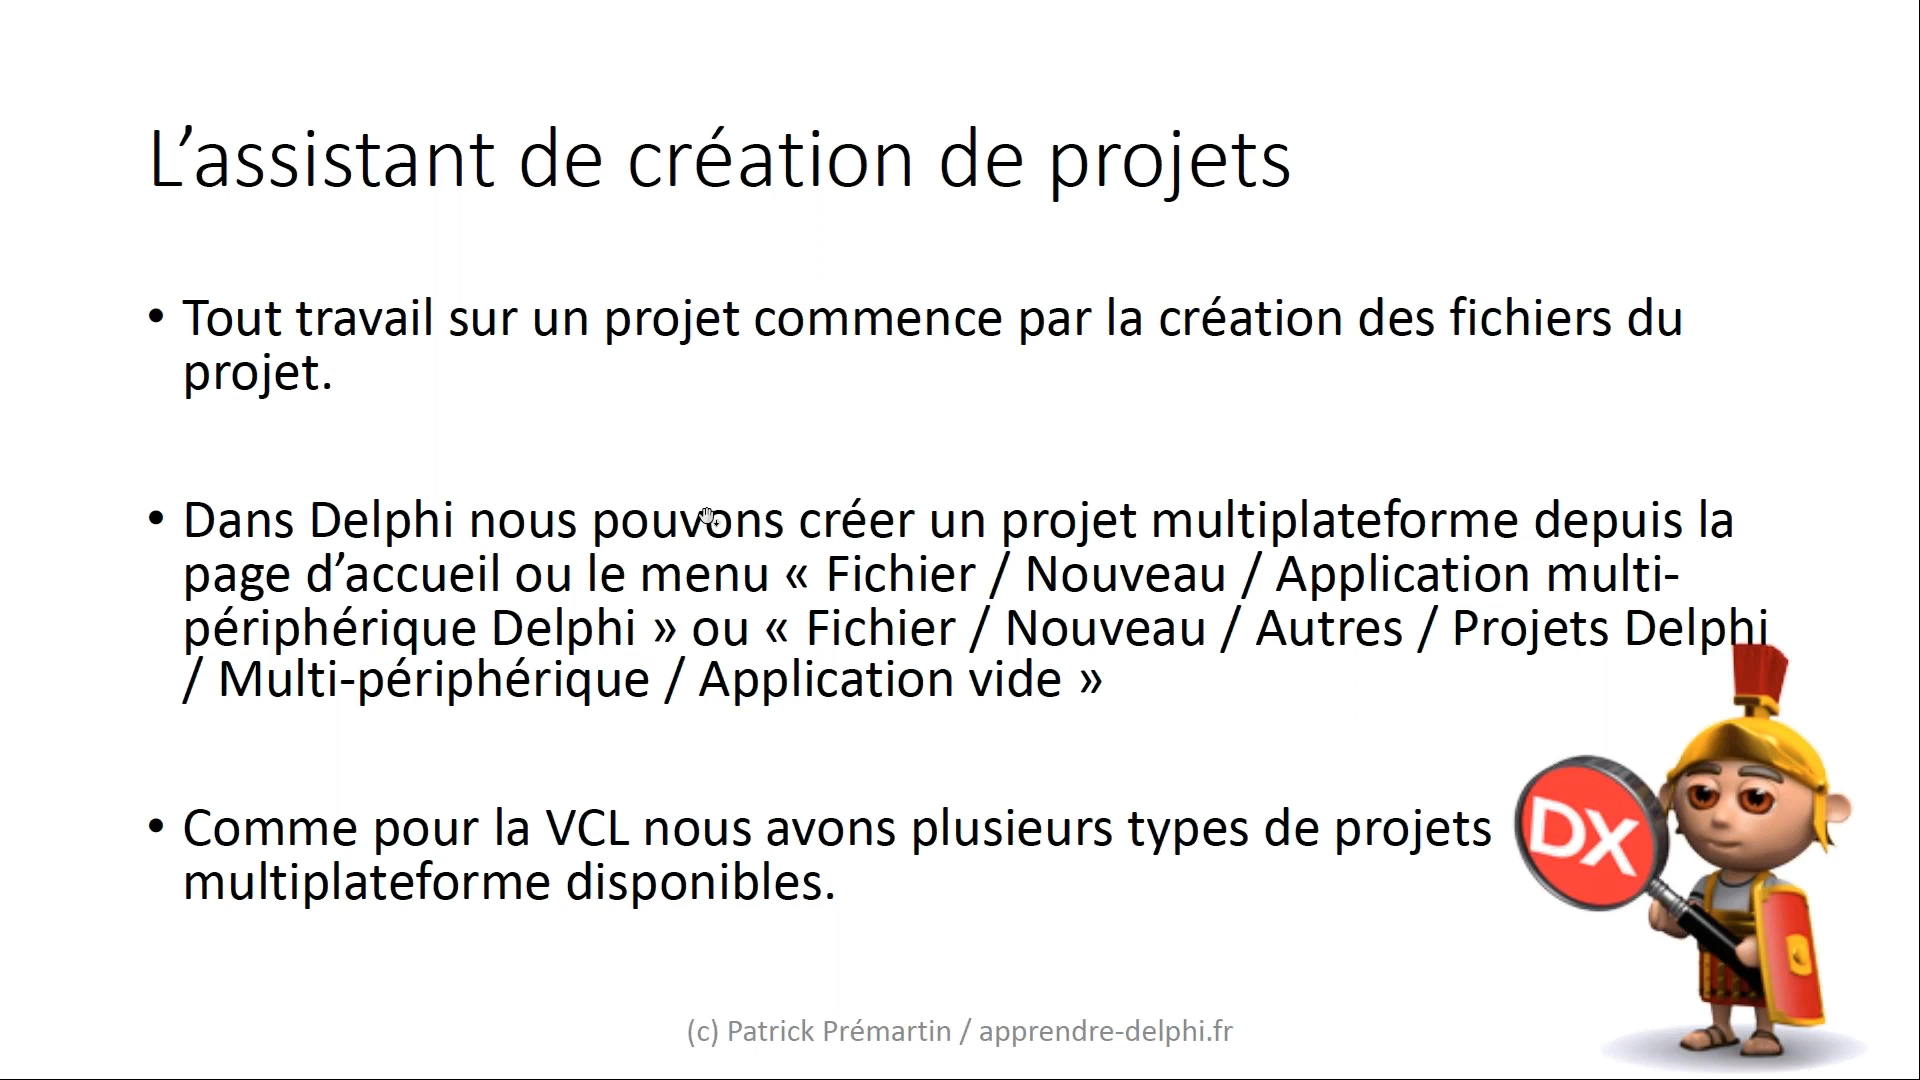 L’assistant de création de projets
• Tout travail sur un projet commence par la création des fichiers du
projet.
• Dans Delphi nous pouvons créer un projet multiplateforme depuis la
page d’accueil ou le menu « Fichier / Nouveau / Application multi-
périphérique Delphi » ou « Fichier / Nouveau / Autres / Projets Delphi
/ Multi-périphérique / Application vide »
• Comme pour la VCL nous avons plusieurs types de projets
multiplateforme disponibles.
DX
(c) Patrick Prémartin / apprendre-delphi.fr